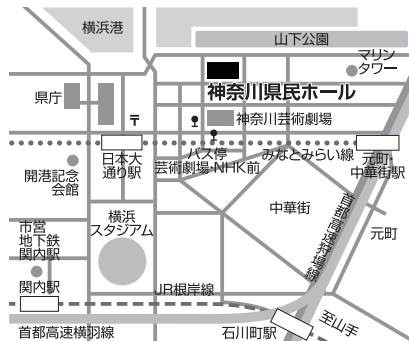 横浜港
山下公園
マリン
タワー
県庁
神奈川県民ホール
〒
神奈川芸術劇場
日本大
通り駅
バス停
芸術劇場・NHK前
みなとみらい線
元町・
中華街駅
開港記念
会館
首都高速狩場線
中華街
元町
横浜
スタジアム
市営
地下鉄
関内駅
関内駅
JR根岸線
首都高速横羽線
石川町駅
至山手